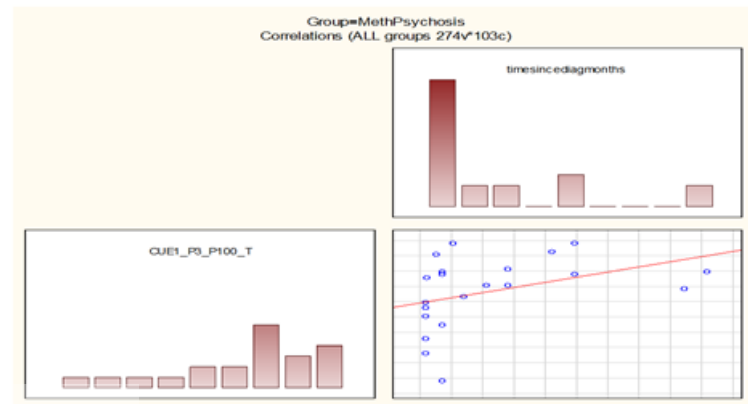 Group=MethPsychosis
Correlations (ALL groups 274v*103c)
timesincediagmonths
CUE1_P3_P100_T